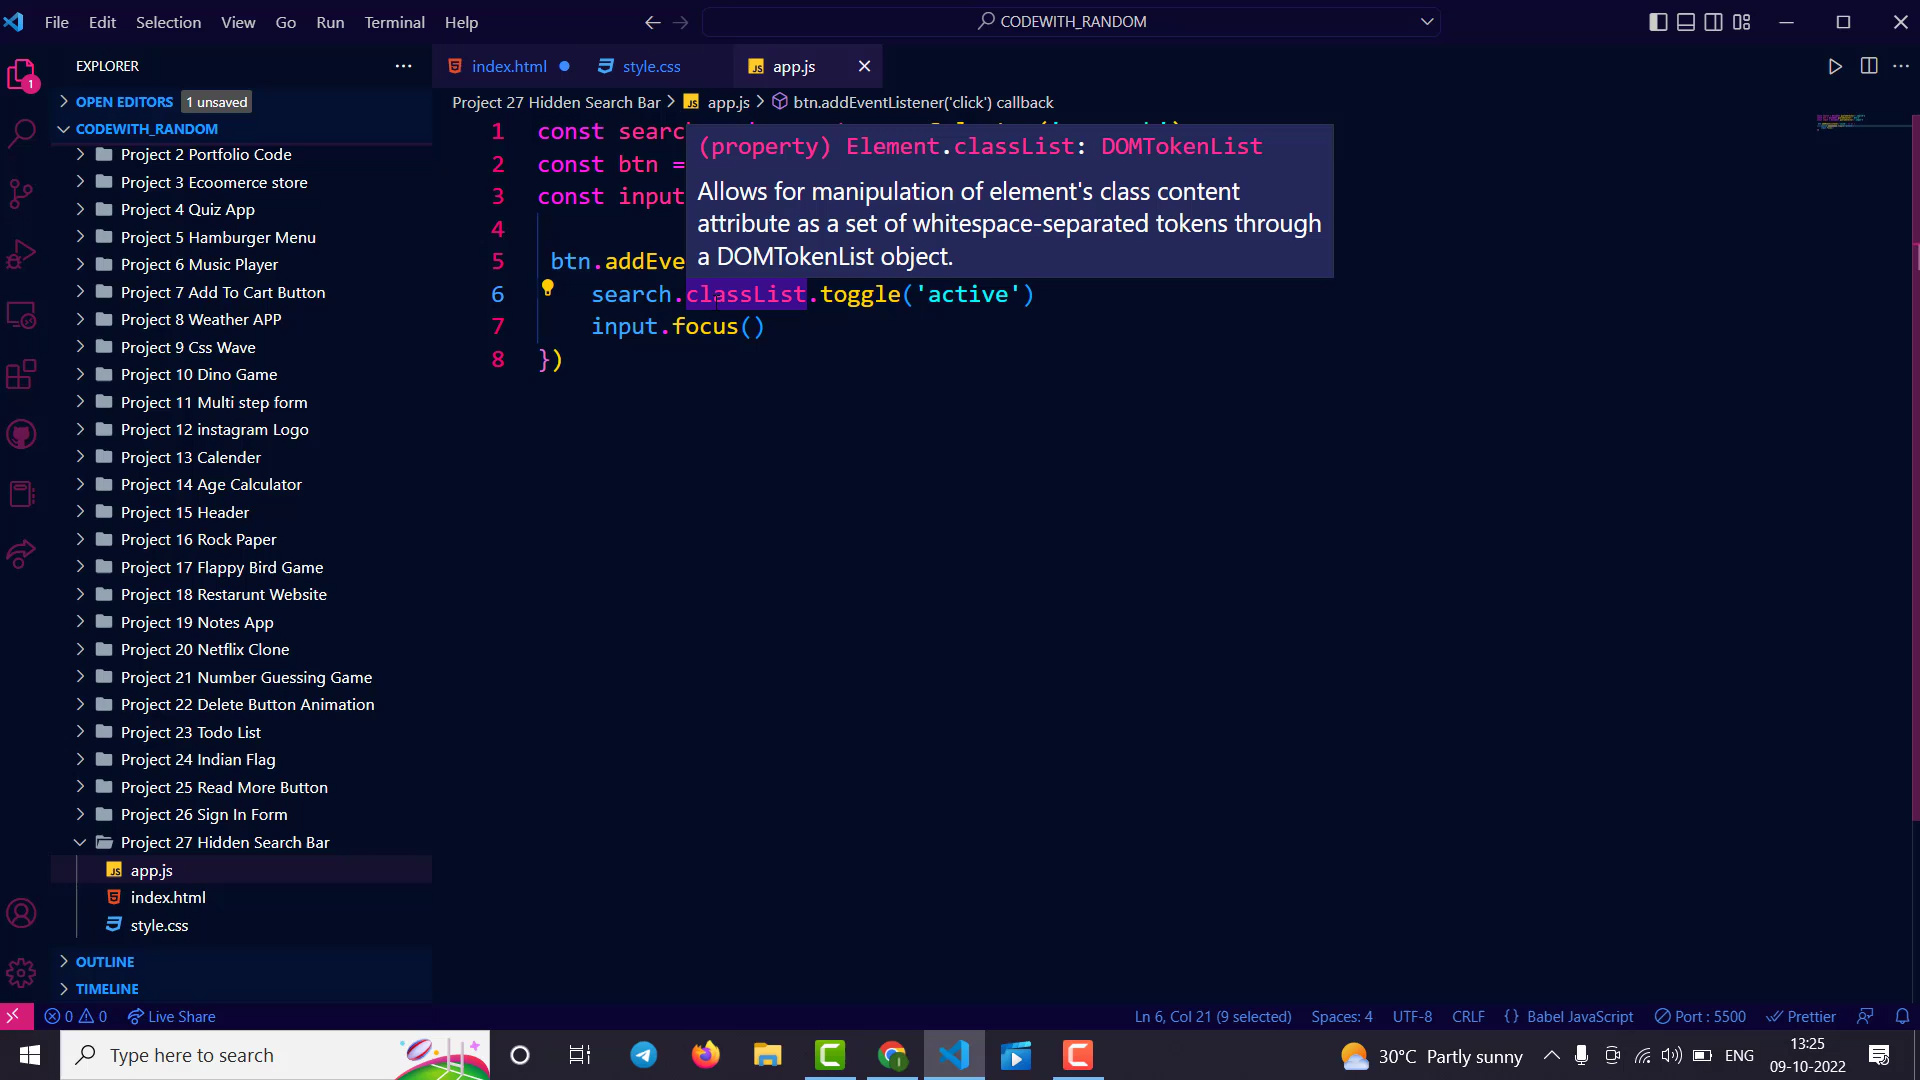 File Edit Selection View Go Run Terminal Help
CODEWITH_RANDOM
EXPLORER
1
OPEN EDITORS 1 unsaved
CODEWITH_RANDOM
Project 2 Portfolio Code
Project 3 Ecoomerce store
Project 4 Quiz App
Project 5 Hamburger Menu
Project 6 Music Player
Project 7 Add To Cart Button
Project 8 Weather APP
Project 9 Css Wave
Project 10 Dino Game
Project 11 Multi step form
Project 12 instagram Logo
Project 13 Calender
Project 14 Age Calculator
Project 15 Header
Project 16 Rock Paper
Project 17 Flappy Bird Game
Project 18 Restarunt Website
Project 19 Notes App
Project 20 Netflix Clone
Project 21 Number Guessing Game
Project 22 Delete Button Animation
Project 23 Todo List
Project 24 Indian Flag
Project 25 Read More Button
Project 26 Sign In Form
Project 27 Hidden Search Bar
JS app.js
index.html
style.css
OUTLINE
TIMELINE
index.html style.css JS app.js
Project 27 Hidden Search Bar > JS app.js > btn.addEventListener('click') callback
1 const searc
2 const btn =
3 const input
4
5 btn.addEve
6 search.classList.toggle('active')
7 input.focus()
8 })
(property) Element.classList: DOMTokenList
Allows for manipulation of element's class content
attribute as a set of whitespace-separated tokens through
a DOMTokenList object.
0 0 Live Share Ln 6, Col 21 (9 selected) Spaces: 4 UTF-8 CRLF {} Babel JavaScript Port : 5500 Prettier
Type here to search 30°C Partly sunny ENG 13:25
09-10-2022